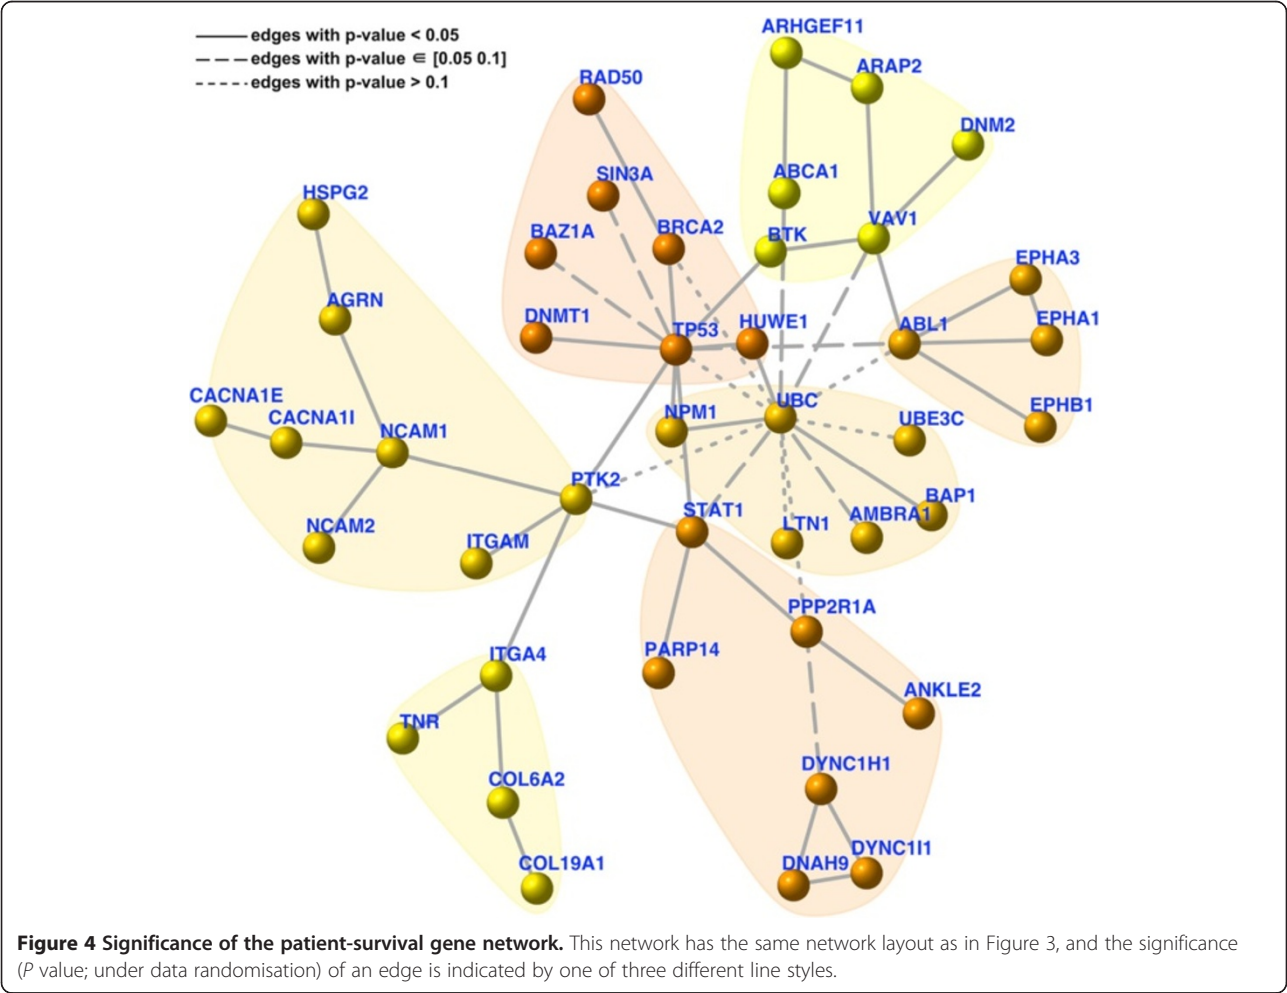 edges with p-value < 0.05
edges with p-value ∈ [0.05 0.1]
edges with p-value > 0.1
ARHGEF11
ARAP2
RAD50
DNM2
SIN3A
ABCA1
HSPG2
BAZ1A
BRCA2
BTK
VAV1
EPHA3
AGRN
DNMT1
TP53
HUWE1
ABL1
EPHA1
CACNA1E
CACNA1I
NCAM1
NPM1
UBC
UBE3C
EPHB1
PTK2
NCAM2
ITGAM
STAT1
LTN1
AMBRA1
BAP1
PPP2R1A
ITGA4
PARP14
ANKLE2
TNR
COL6A2
DYNC1H1
COL19A1
DNAH9
DYNC1I1
Figure 4 Significance of the patient-survival gene network. This network has the same network layout as in Figure 3, and the significance
(P value; under data randomisation) of an edge is indicated by one of three different line styles.